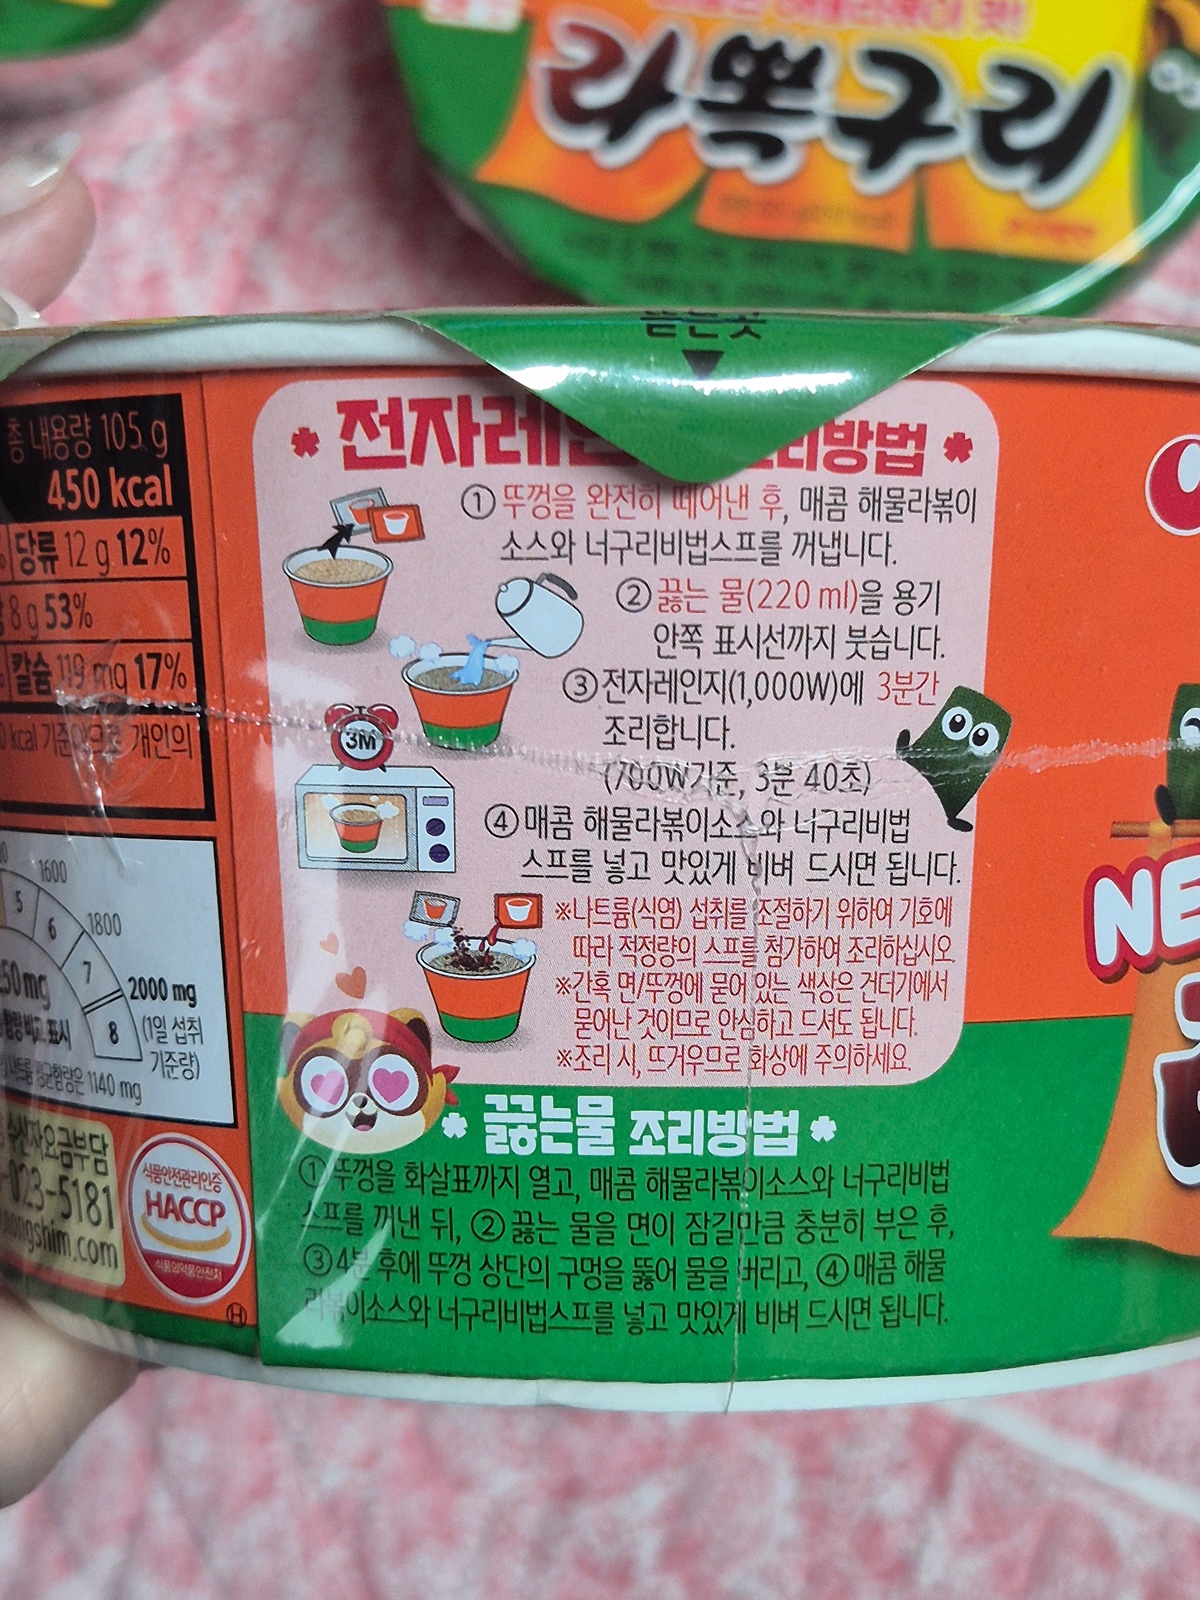 라뽁구리
뜯는곳
총 내용량 105 g
450 kcal
당류 12 g 12%
8 g 53%
칼슘 119 mg 17%
kcal 기준 개인의
1600
1800
2000 mg
5
6
7
8
(1일 섭취
기준량)
1140 mg
수신자요금부담
-023-5181
식품안전관리인증
HACCP
식품의약품안전처
H
* 전자레 리방법 *
① 뚜껑을 완전히 떼어낸 후, 매콤 해물라볶이
소스와 너구리비법스프를 꺼냅니다.
② 끓는 물(220 ml)을 용기
안쪽 표시선까지 붓습니다.
③ 전자레인지(1,000W)에 3분간
조리합니다.
(700W기준, 3분 40초)
3M
④ 매콤 해물라볶이소스와 너구리비법
스프를 넣고 맛있게 비벼 드시면 됩니다.
※나트륨(식염) 섭취를 조절하기 위하여 기호에
따라 적정량의 스프를 첨가하여 조리하십시오.
※간혹 면/뚜껑에 묻어 있는 색상은 건더기에서
묻어난 것이므로 안심하고 드셔도 됩니다.
※조리 시, 뜨거우므로 화상에 주의하세요.
* 끓는물 조리방법 *
① 뚜껑을 화살표까지 열고, 매콤 해물라볶이소스와 너구리비법
스프를 꺼낸 뒤, ② 끓는 물을 면이 잠길만큼 충분히 부은 후,
③ 4분 후에 뚜껑 상단의 구멍을 뚫어 물을 버리고, ④ 매콤 해물
라볶이소스와 너구리비법스프를 넣고 맛있게 비벼 드시면 됩니다.
NE